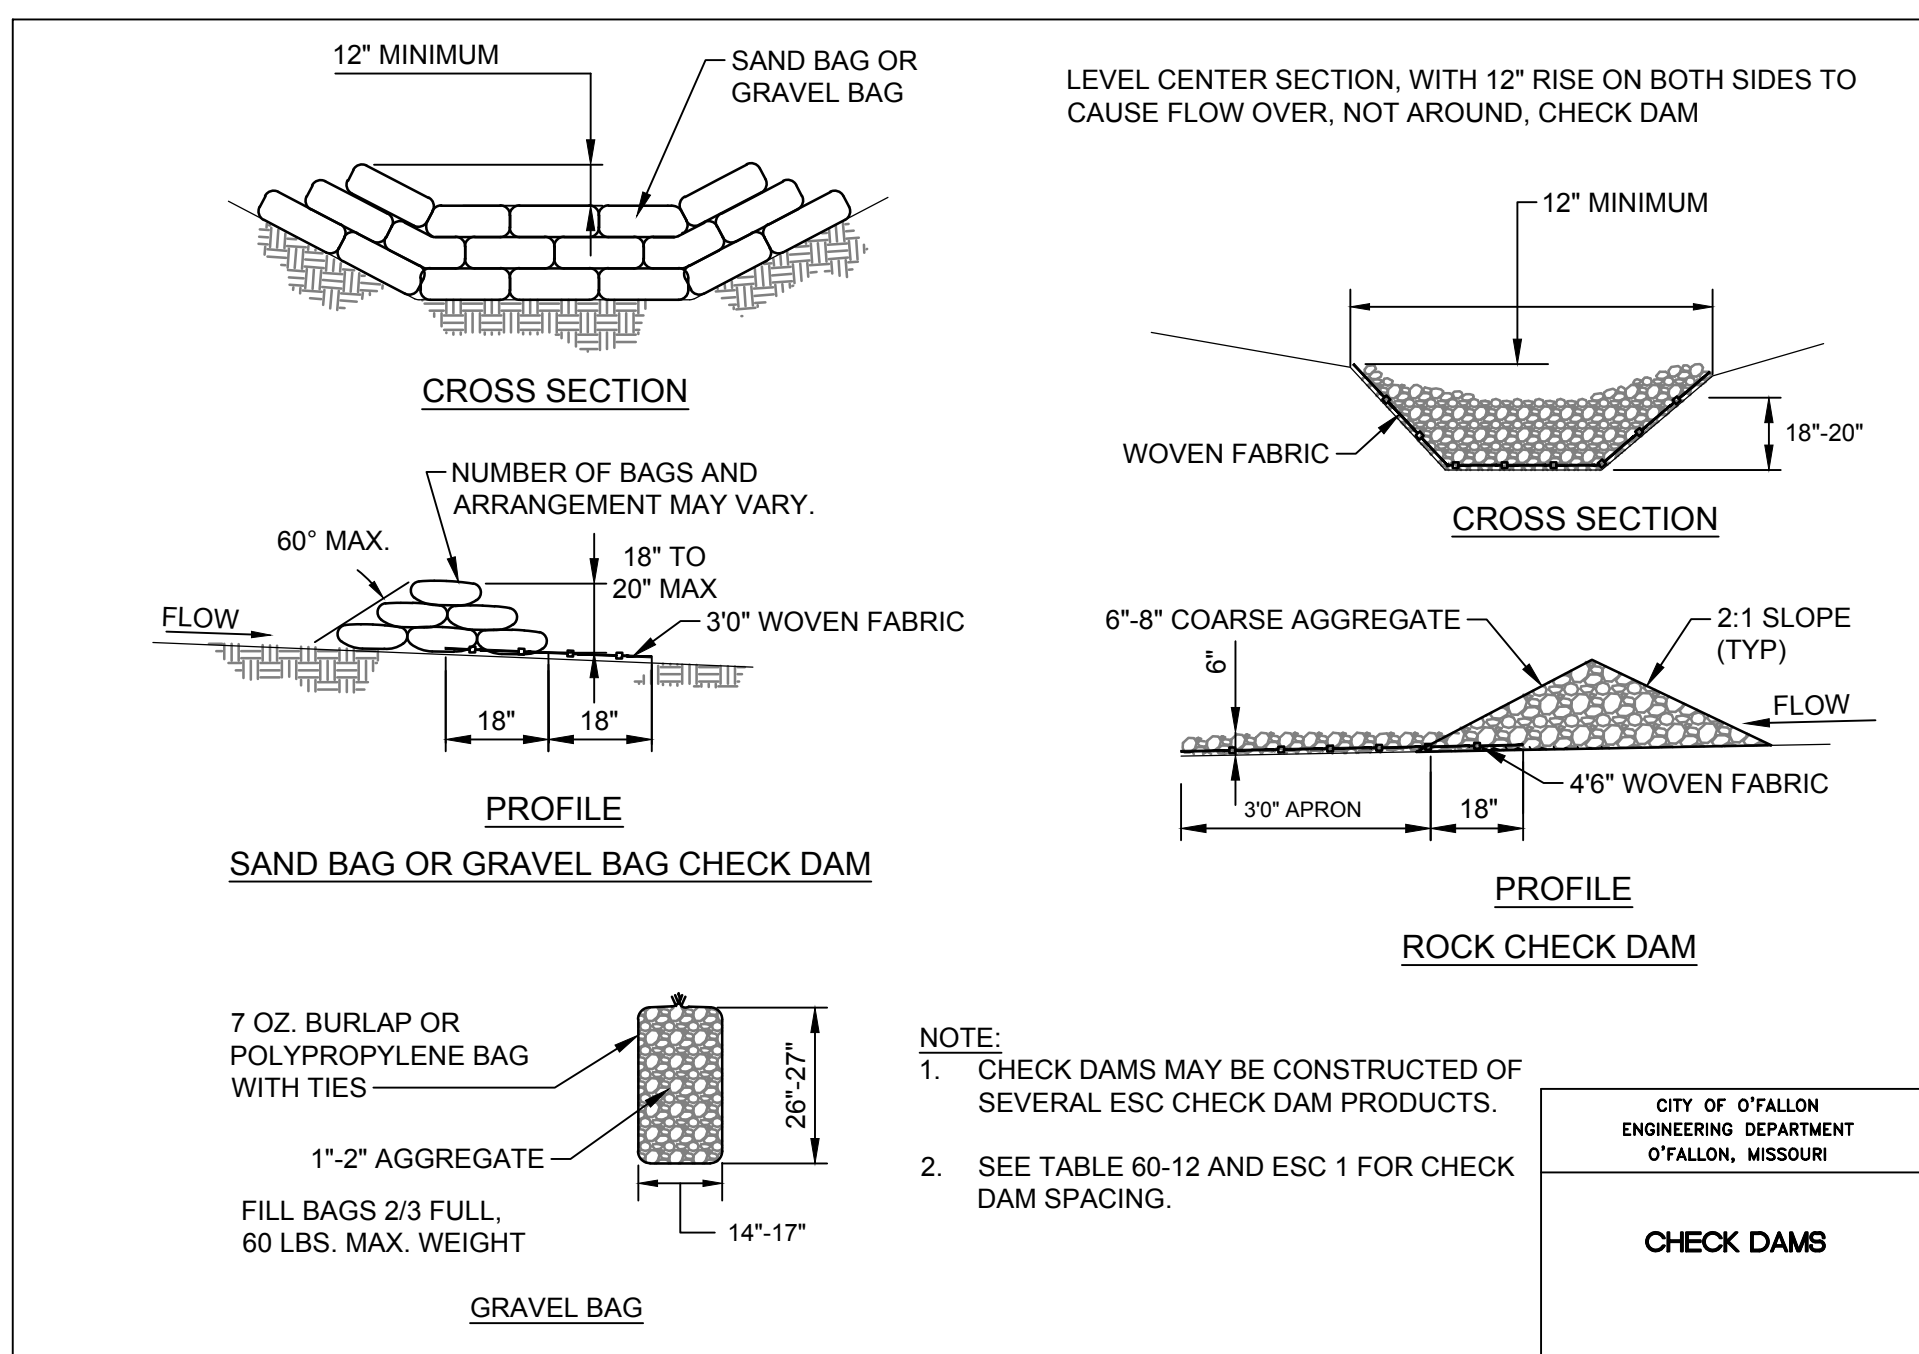 12" MINIMUM
SAND BAG OR
GRAVEL BAG
CROSS SECTION
NUMBER OF BAGS AND
ARRANGEMENT MAY VARY.
60° MAX.
18" TO
20" MAX
FLOW
3'0" WOVEN FABRIC
18"
18"
PROFILE
SAND BAG OR GRAVEL BAG CHECK DAM
7 OZ. BURLAP OR
POLYPROPYLENE BAG
WITH TIES
26"-27"
1"-2" AGGREGATE
FILL BAGS 2/3 FULL,
60 LBS. MAX. WEIGHT
14"-17"
GRAVEL BAG
LEVEL CENTER SECTION, WITH 12" RISE ON BOTH SIDES TO
CAUSE FLOW OVER, NOT AROUND, CHECK DAM
12" MINIMUM
WOVEN FABRIC
18"-20"
CROSS SECTION
6"-8" COARSE AGGREGATE
2:1 SLOPE
(TYP)
6"
FLOW
4'6" WOVEN FABRIC
3'0" APRON
18"
PROFILE
ROCK CHECK DAM
NOTE:
1. CHECK DAMS MAY BE CONSTRUCTED OF
SEVERAL ESC CHECK DAM PRODUCTS.
2. SEE TABLE 60-12 AND ESC 1 FOR CHECK
DAM SPACING.
CITY OF O'FALLON
ENGINEERING DEPARTMENT
O'FALLON, MISSOURI
CHECK DAMS